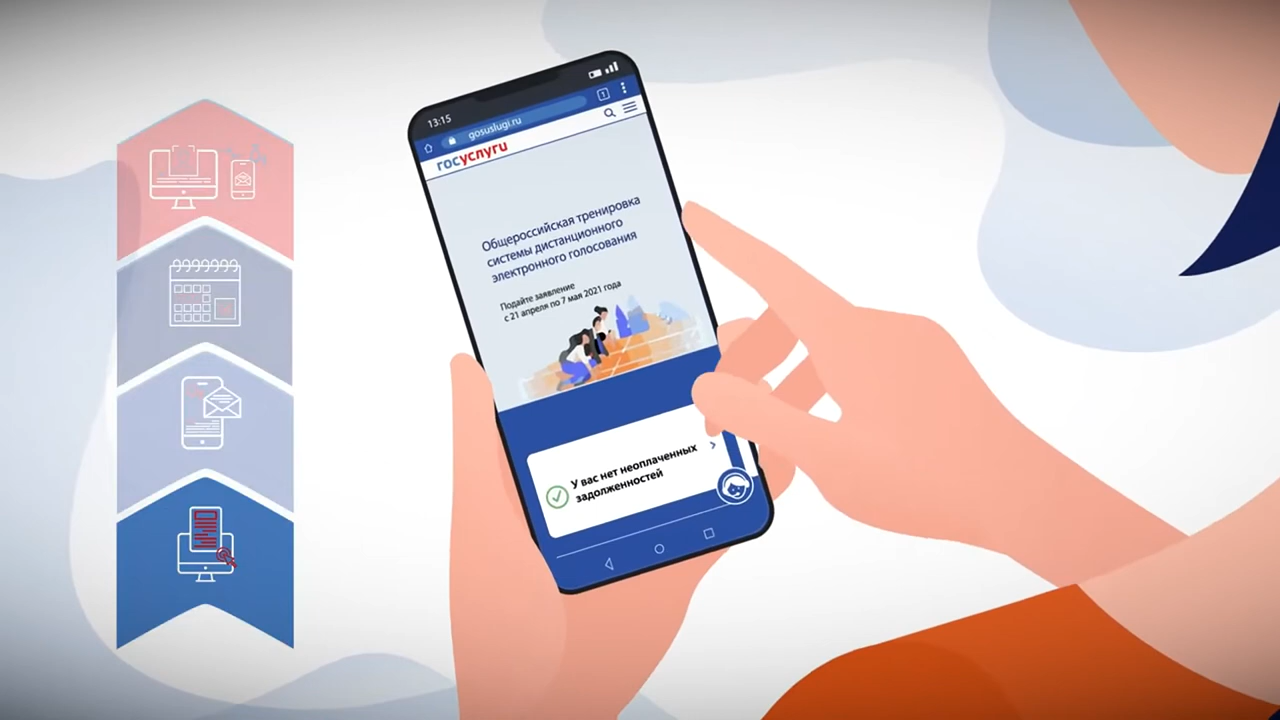 13:15
1
gosuslugi.ru
госуслуги
Общероссийская тренировка
системы дистанционного
электронного голосования
Подайте заявление
с 21 апреля по 7 мая 2021 года
У вас нет неоплаченных
задолженностей